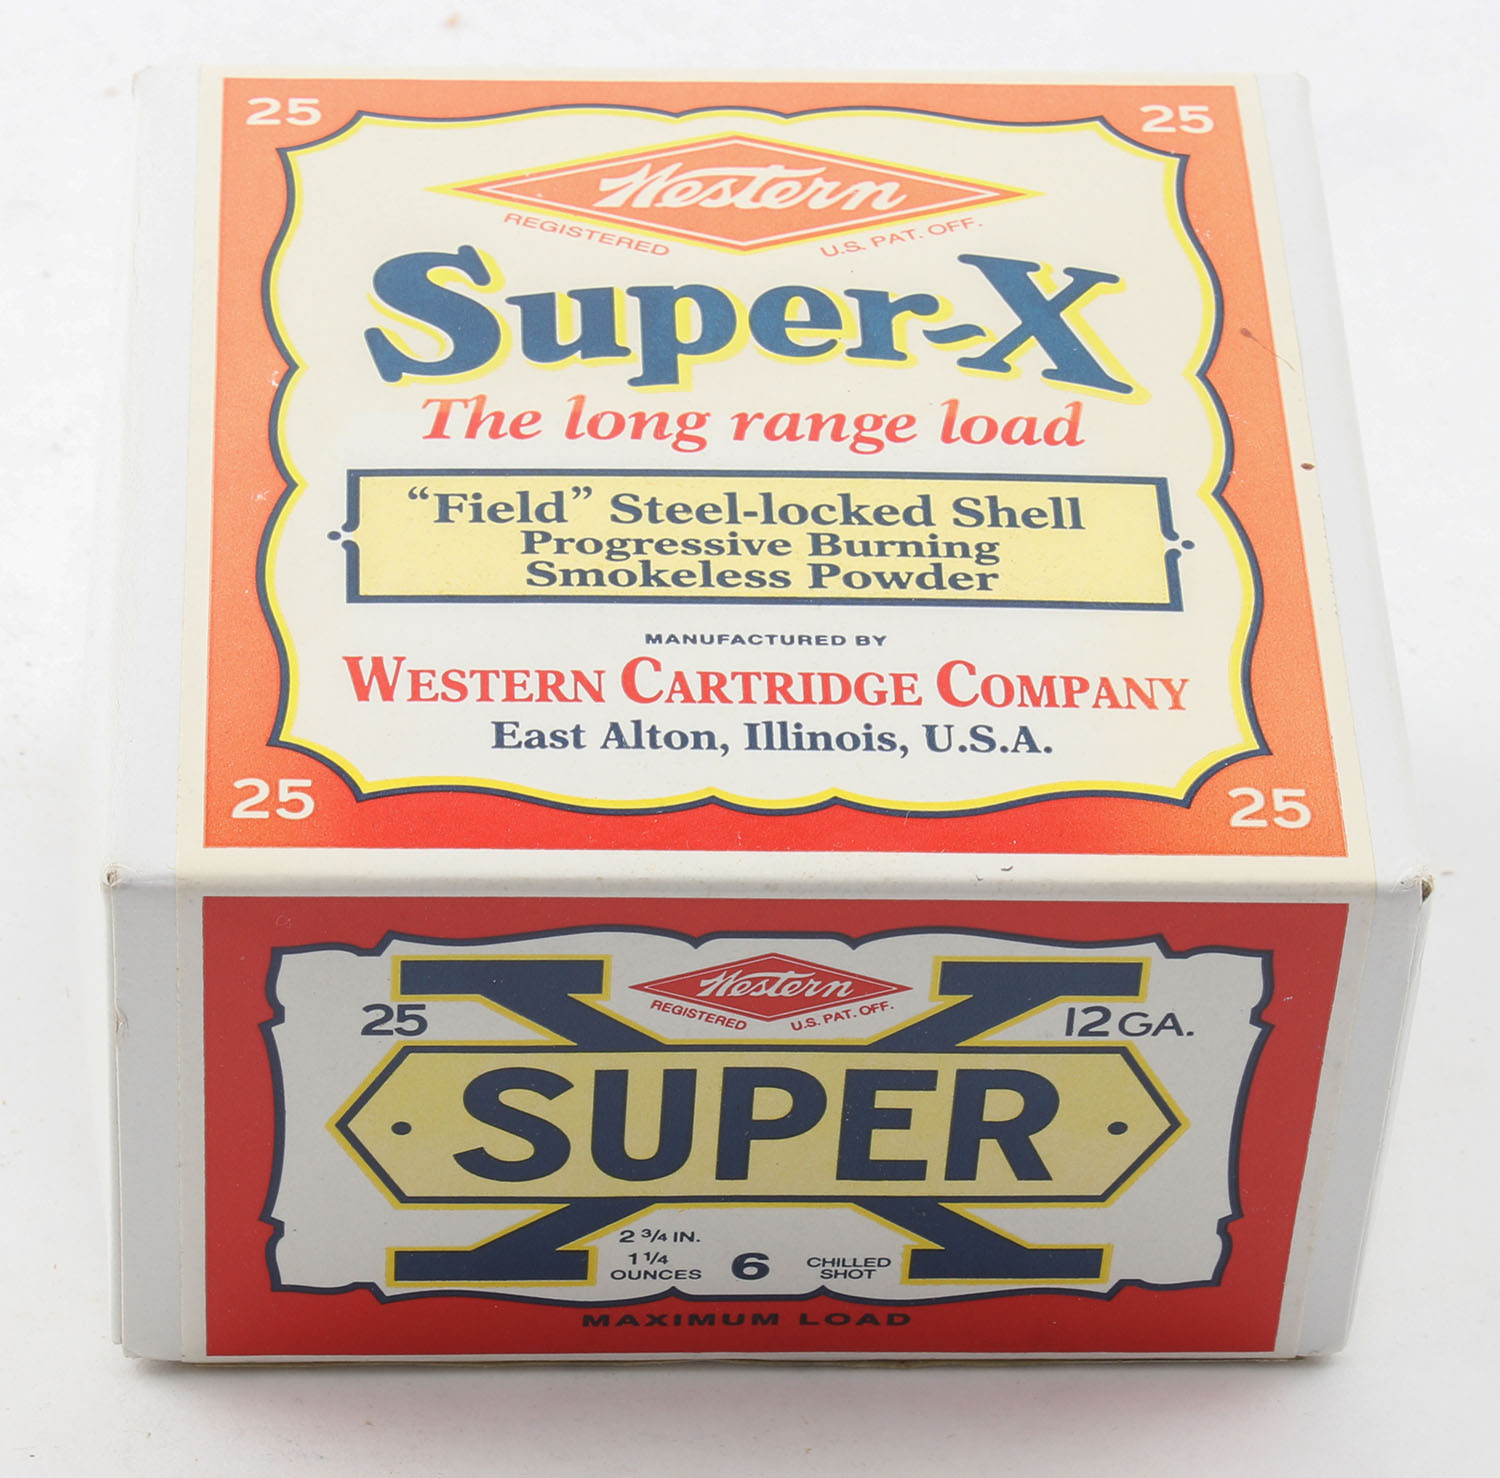 25 25
Western
REGISTERED U.S. PAT. OFF.
Super-X
The long range load
“Field” Steel-locked Shell
Progressive Burning
Smokeless Powder
MANUFACTURED BY
WESTERN CARTRIDGE COMPANY
East Alton, Illinois, U.S.A.
25 25
Western
REGISTERED U.S. PAT. OFF.
25 X 12 GA.
SUPER
2 3/4 IN.
1 1/4 OUNCES 6 CHILLED SHOT
MAXIMUM LOAD